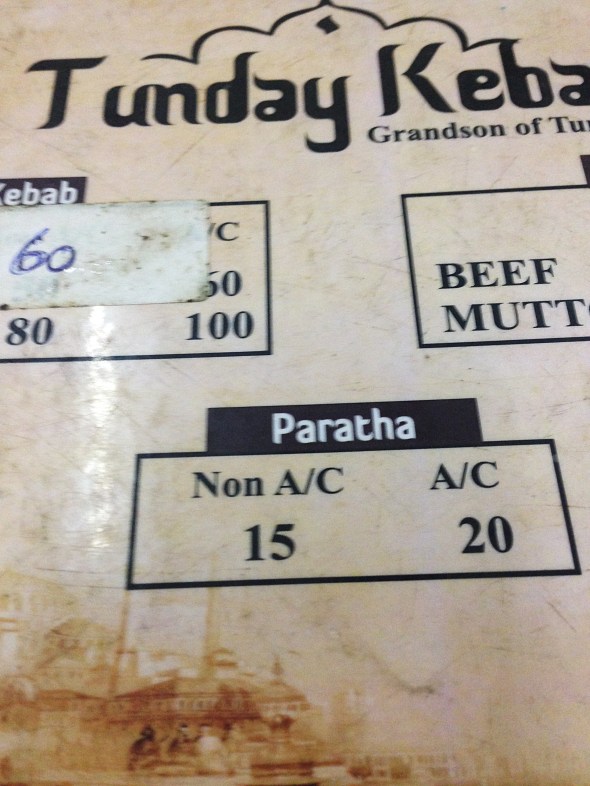 Tunday Keba
Grandson of Tu
Kebab
60
/C
60
80 100
BEEF
MUTT
Paratha
Non A/C A/C
15 20